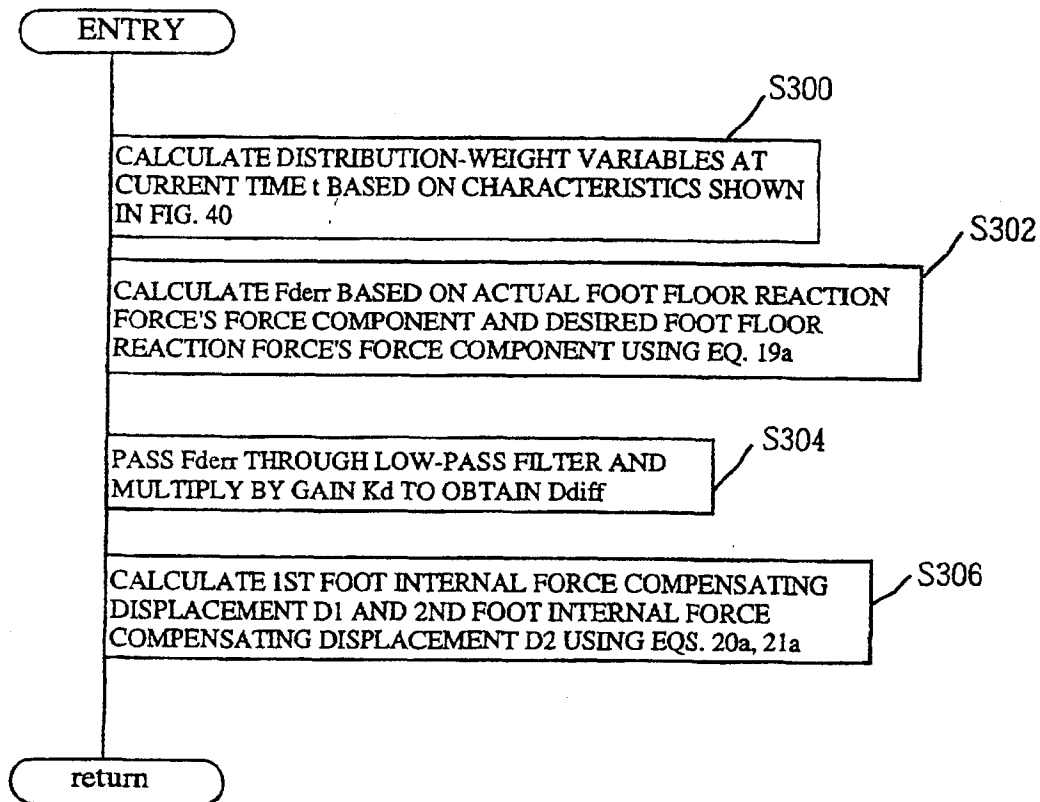 ENTRY
S300
CALCULATE DISTRIBUTION-WEIGHT VARIABLES AT
CURRENT TIME t BASED ON CHARACTERISTICS SHOWN
IN FIG. 40
S302
CALCULATE Fderr BASED ON ACTUAL FOOT FLOOR REACTION
FORCE'S FORCE COMPONENT AND DESIRED FOOT FLOOR
REACTION FORCE'S FORCE COMPONENT USING EQ. 19a
S304
PASS Fderr THROUGH LOW-PASS FILTER AND
MULTIPLY BY GAIN Kd TO OBTAIN Ddiff
S306
CALCULATE 1ST FOOT INTERNAL FORCE COMPENSATING
DISPLACEMENT D1 AND 2ND FOOT INTERNAL FORCE
COMPENSATING DISPLACEMENT D2 USING EQS. 20a, 21a
return